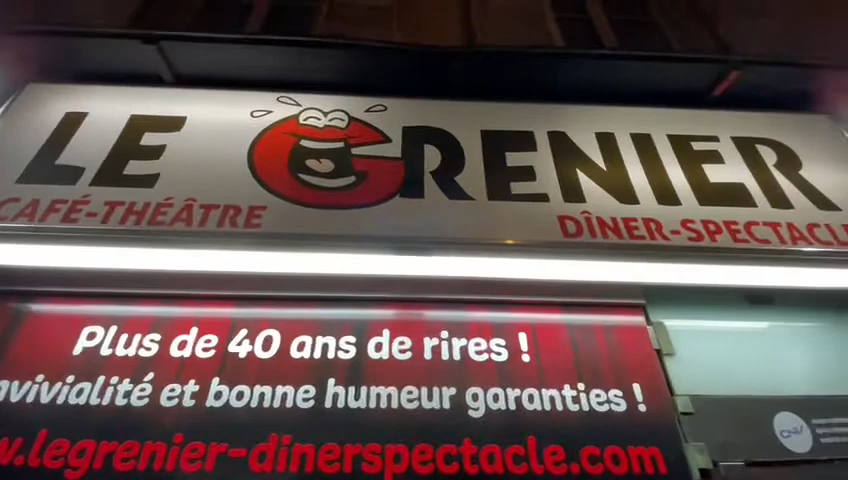 LE GRENIER
CAFÉ-THÉÂTRE DÎNER-SPECTACLE
Plus de 40 ans de rires !
et bonne humeur garanties !
legrenier-dinerspectacle.com